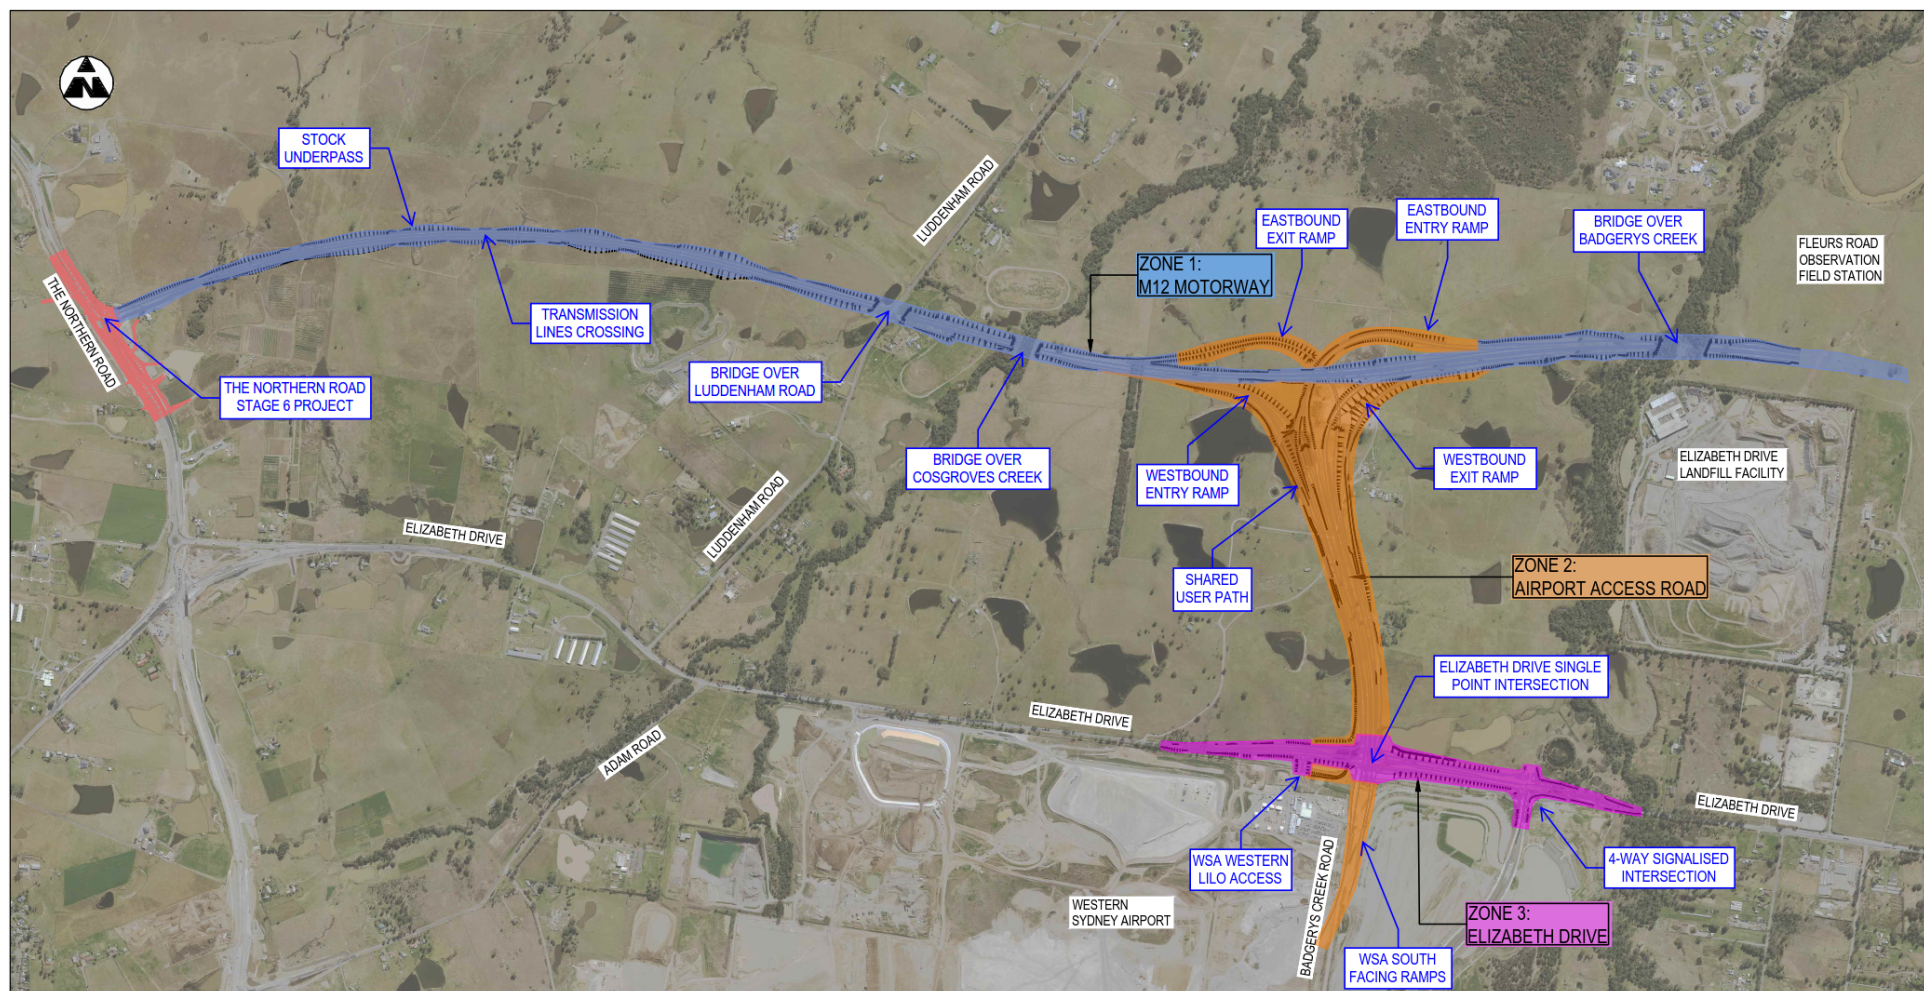 N
STOCK
UNDERPASS
LUDDENHAM ROAD
EASTBOUND
EXIT RAMP
EASTBOUND
ENTRY RAMP
BRIDGE OVER
BADGERYS CREEK
FLEURS ROAD
OBSERVATION
FIELD STATION
ZONE 1:
M12 MOTORWAY
THE NORTHERN ROAD
TRANSMISSION
LINES CROSSING
THE NORTHERN ROAD
STAGE 6 PROJECT
BRIDGE OVER
LUDDENHAM ROAD
BRIDGE OVER
COSGROVES CREEK
WESTBOUND
ENTRY RAMP
WESTBOUND
EXIT RAMP
ELIZABETH DRIVE
LANDFILL FACILITY
ELIZABETH DRIVE
LUDDENHAM ROAD
SHARED
USER PATH
ZONE 2:
AIRPORT ACCESS ROAD
ELIZABETH DRIVE SINGLE
POINT INTERSECTION
ELIZABETH DRIVE
ADAM ROAD
ELIZABETH DRIVE
WSA WESTERN
LILO ACCESS
4-WAY SIGNALISED
INTERSECTION
WESTERN
SYDNEY AIRPORT
BADGERYS CREEK ROAD
ZONE 3:
ELIZABETH DRIVE
WSA SOUTH
FACING RAMPS